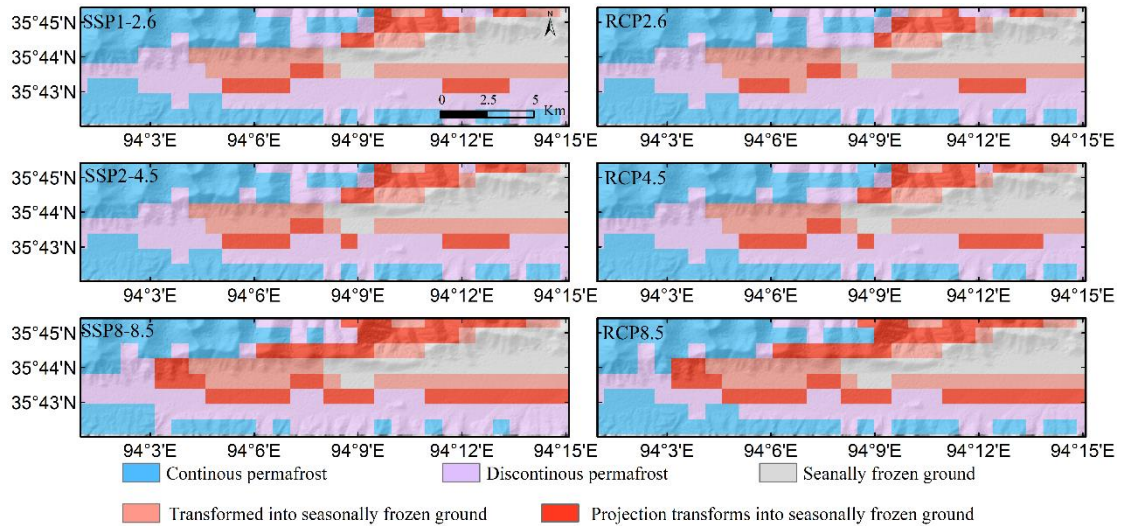 SSP1-2.6
RCP2.6
N
35°45'N
35°44'N
35°43'N
0 2.5 5
Km
94°3'E 94°6'E 94°9'E 94°12'E 94°15'E 94°3'E 94°6'E 94°9'E 94°12'E 94°15'E
SSP2-4.5
RCP4.5
35°45'N
35°44'N
35°43'N
94°3'E 94°6'E 94°9'E 94°12'E 94°15'E 94°3'E 94°6'E 94°9'E 94°12'E 94°15'E
SSP8-8.5
RCP8.5
35°45'N
35°44'N
35°43'N
94°3'E 94°6'E 94°9'E 94°12'E 94°15'E 94°3'E 94°6'E 94°9'E 94°12'E 94°15'E
Continous permafrost Discontinous permafrost Seanally frozen ground
Transformed into seasonally frozen ground Projection transforms into seasonally frozen ground